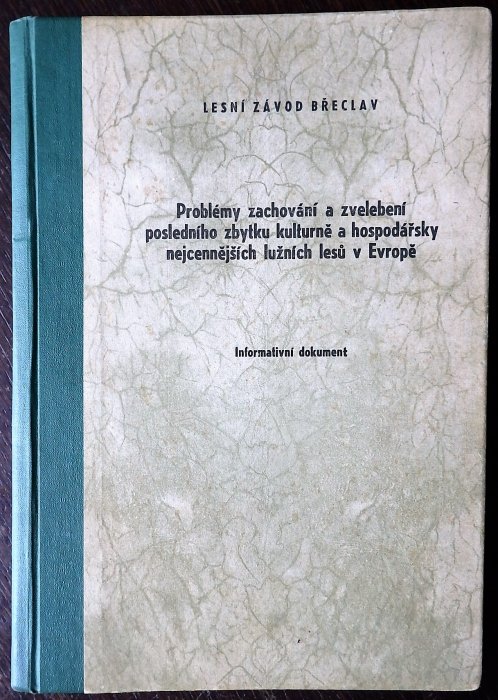 LESNÍ ZÁVOD BŘECLAV
Problémy zachování a zvelebení
posledního zbytku kulturně a hospodářsky
nejcennějších lužních lesů v Evropě
Informativní dokument